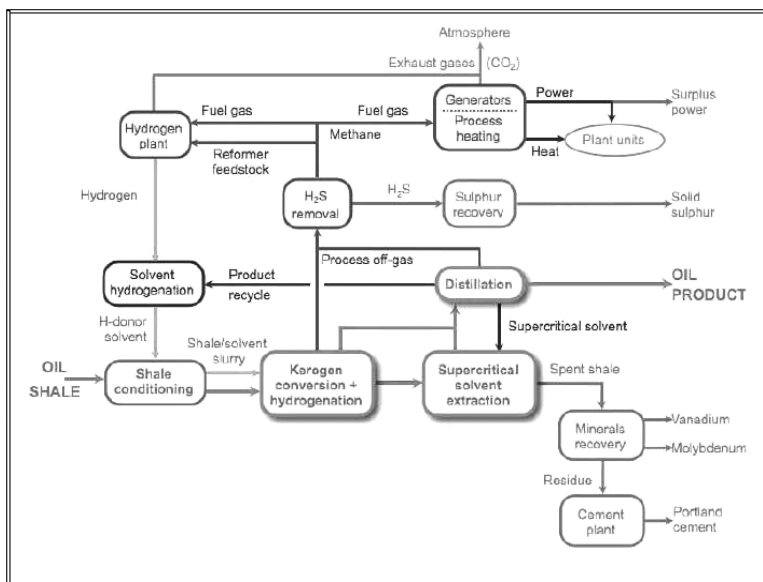 Atmosphere
Exhaust gases (CO₂)
Fuel gas
Fuel gas
Generators
Process
heating
Power
Surplus
power
Hydrogen
plant
Methane
Plant units
Reformer
feedstock
Heat
Hydrogen
H₂S
removal
H₂S
Sulphur
recovery
Solid
sulphur
Process off-gas
Solvent
hydrogenation
Product
recycle
Distillation
OIL
PRODUCT
H-donor
solvent
Supercritical solvent
Shale/solvent
slurry
OIL
SHALE
Shale
conditioning
Kerogen
conversion +
hydrogenation
Supercritical
solvent
extraction
Spent shale
Minerals
recovery
Vanadium
Molybdenum
Residue
Cement
plant
Portland
cement